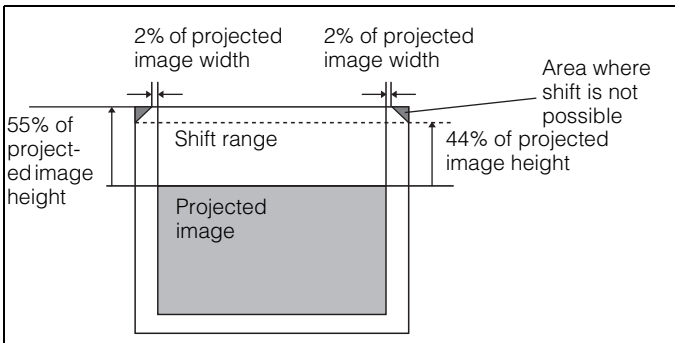 2% of projected
image width
2% of projected
image width
Area where
shift is not
possible
55% of
project-
ed image
height
Shift range
44% of projected
image height
Projected
image